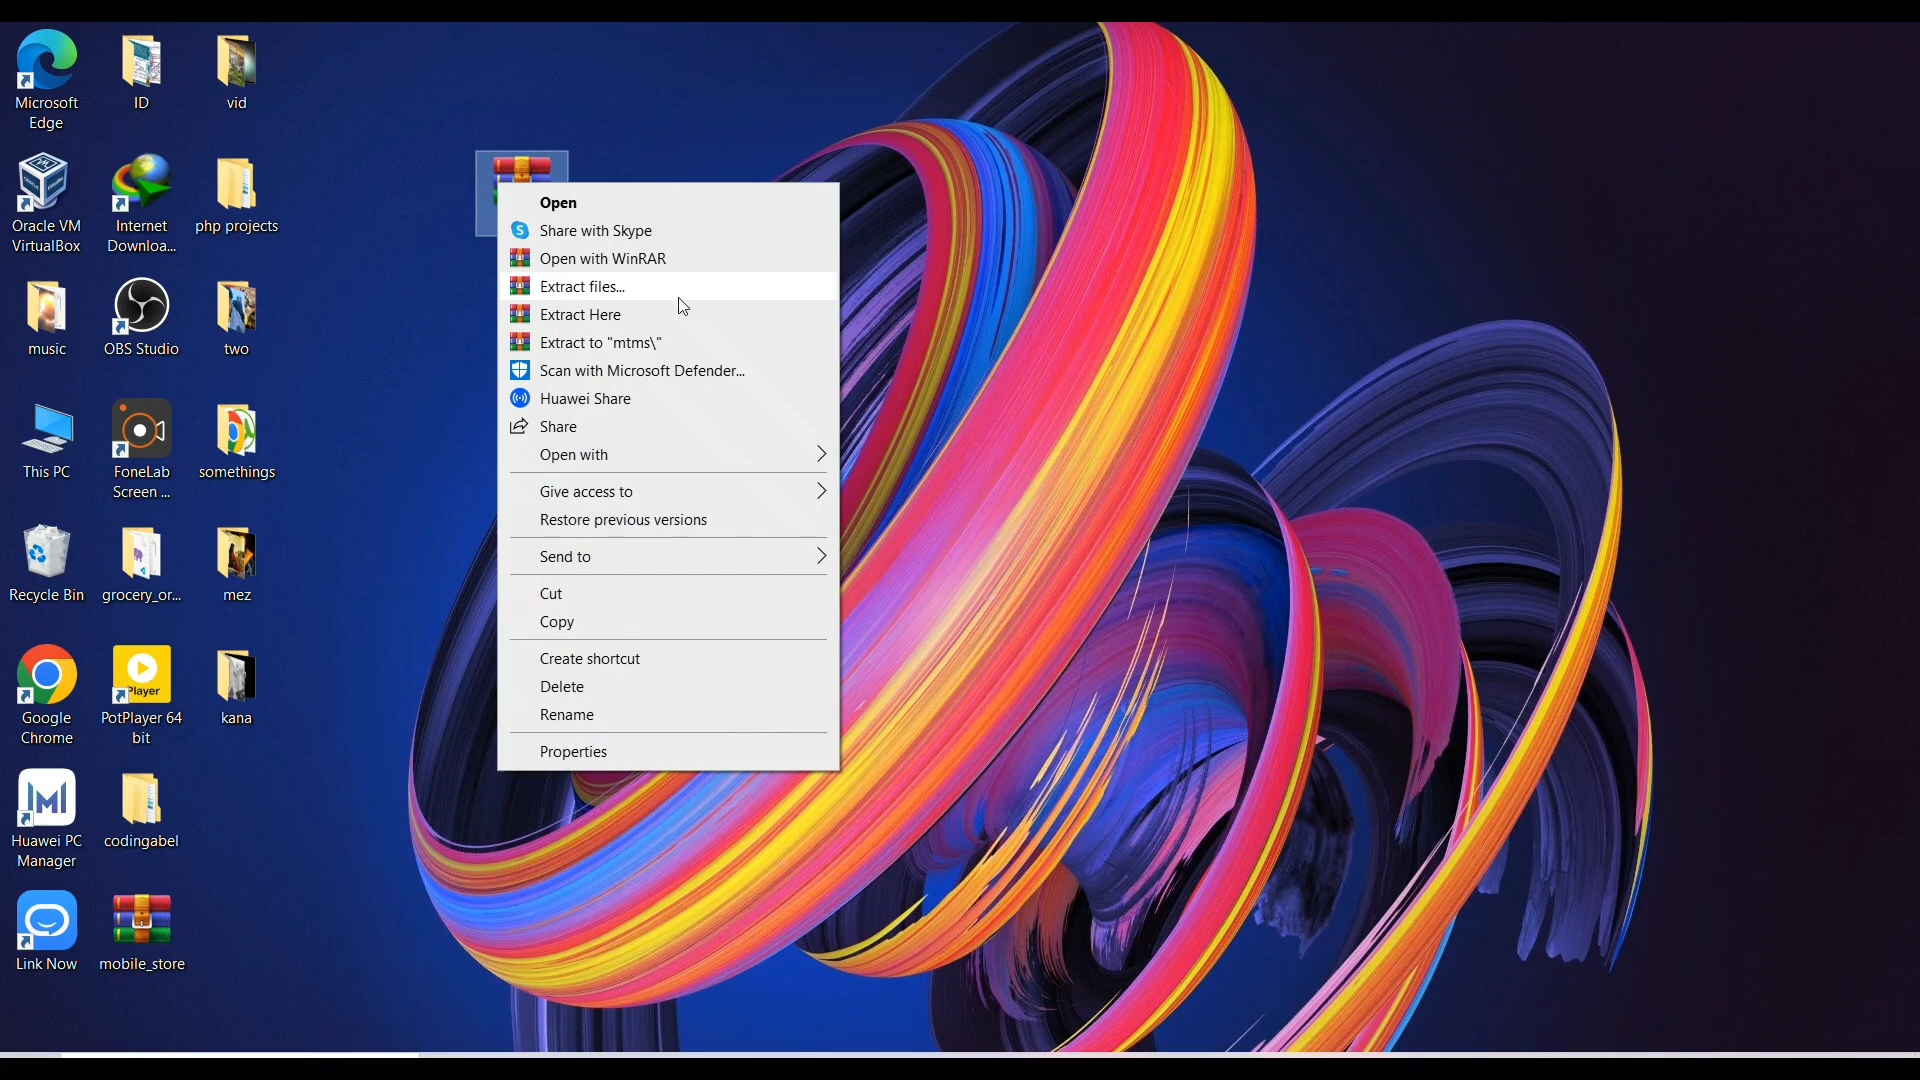 Microsoft
Edge
ID
vid
Oracle VM
VirtualBox
Internet
Downloa...
php projects
music
OBS Studio
two
This PC
FoneLab
Screen ...
somethings
Recycle Bin
grocery_or...
mez
Google
Chrome
Player
PotPlayer 64
bit
kana
Huawei PC
Manager
codingabel
Link Now
mobile_store
Open
Share with Skype
Open with WinRAR
Extract files...
Extract Here
Extract to "mtms\"
Scan with Microsoft Defender...
Huawei Share
Share
Open with
Give access to
Restore previous versions
Send to
Cut
Copy
Create shortcut
Delete
Rename
Properties